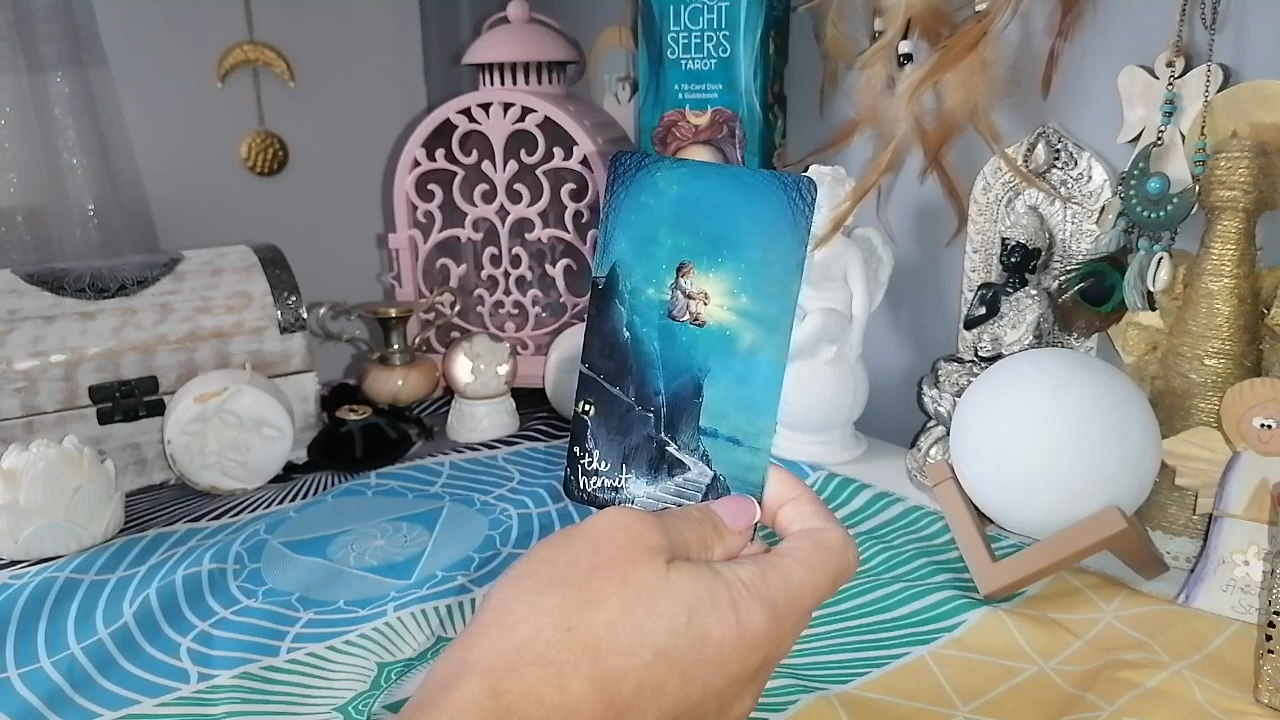 LIGHT
SEER'S
TAROT
A 78-Card Deck
& Guidebook
9. the
hermit